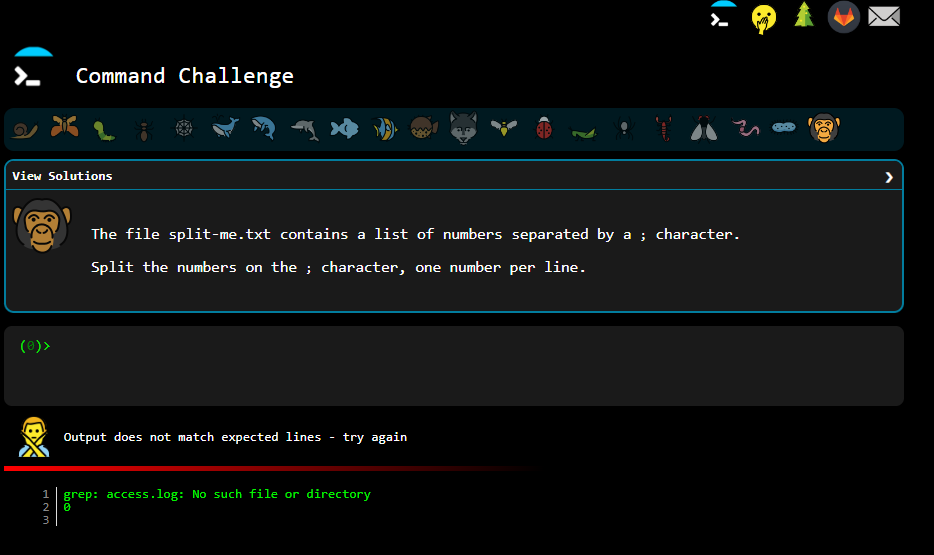 Command Challenge
View Solutions
The file split-me.txt contains a list of numbers separated by a ; character.
Split the numbers on the ; character, one number per line.
(0)>
Output does not match expected lines - try again
1 grep: access.log: No such file or directory
2 0
3